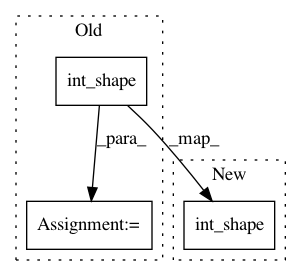 Old
int_shape
_para_
_map_
New
Assignment:=
int_shape